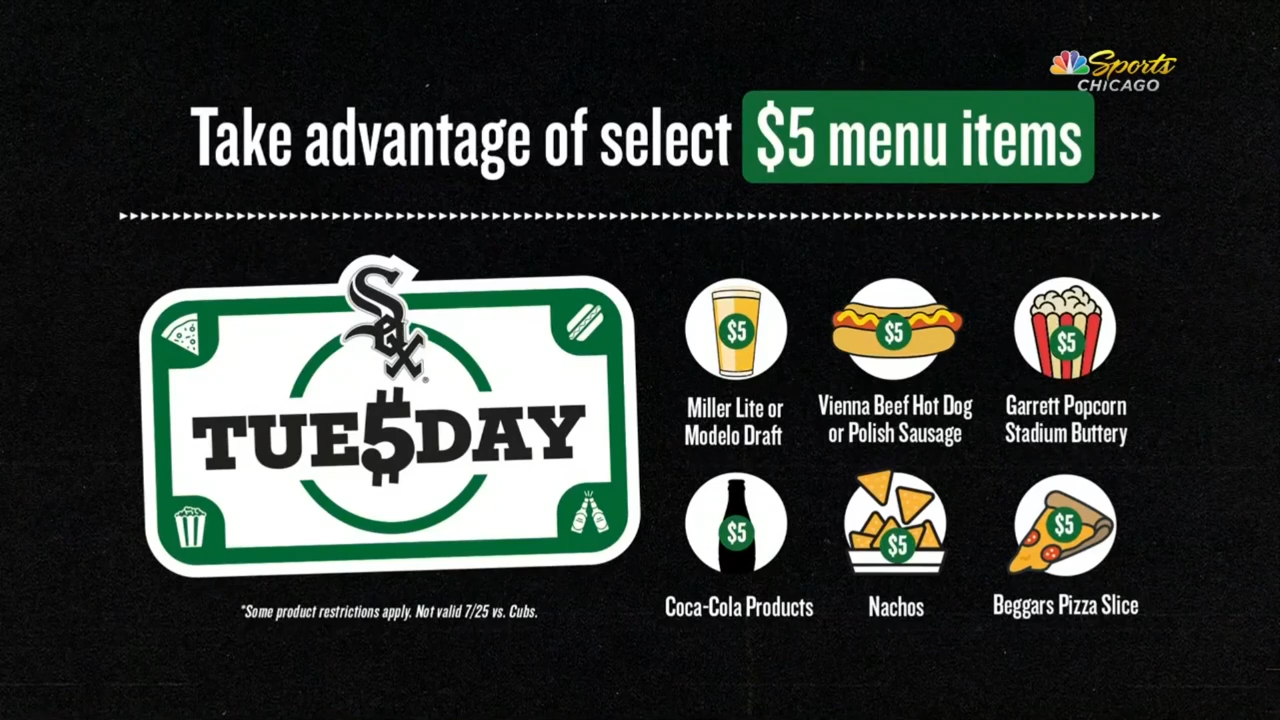 Sports
CHICAGO
Take advantage of select $5 menu items
Sox
TUE5DAY
$5
$5
$5
Miller Lite or
Modelo Draft
Vienna Beef Hot Dog
or Polish Sausage
Garrett Popcorn
Stadium Buttery
$5
$5
$5
Coca-Cola Products
Nachos
Beggars Pizza Slice
*Some product restrictions apply. Not valid 7/25 vs. Cubs.